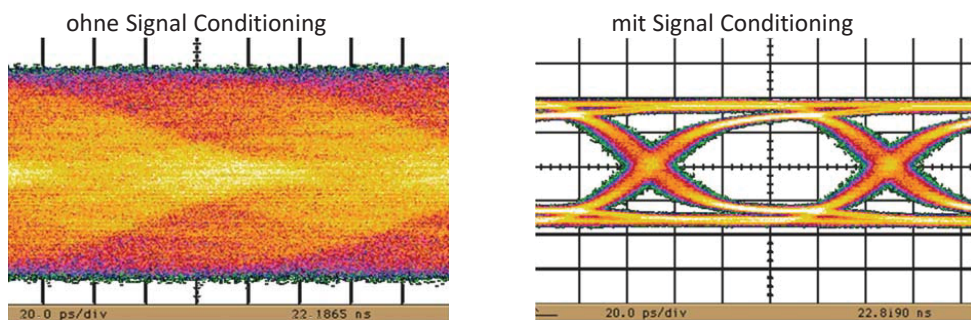 ohne Signal Conditioning
mit Signal Conditioning
20.0 ps/div
22.1865 ns
20.0 ps/div
22.8190 ns